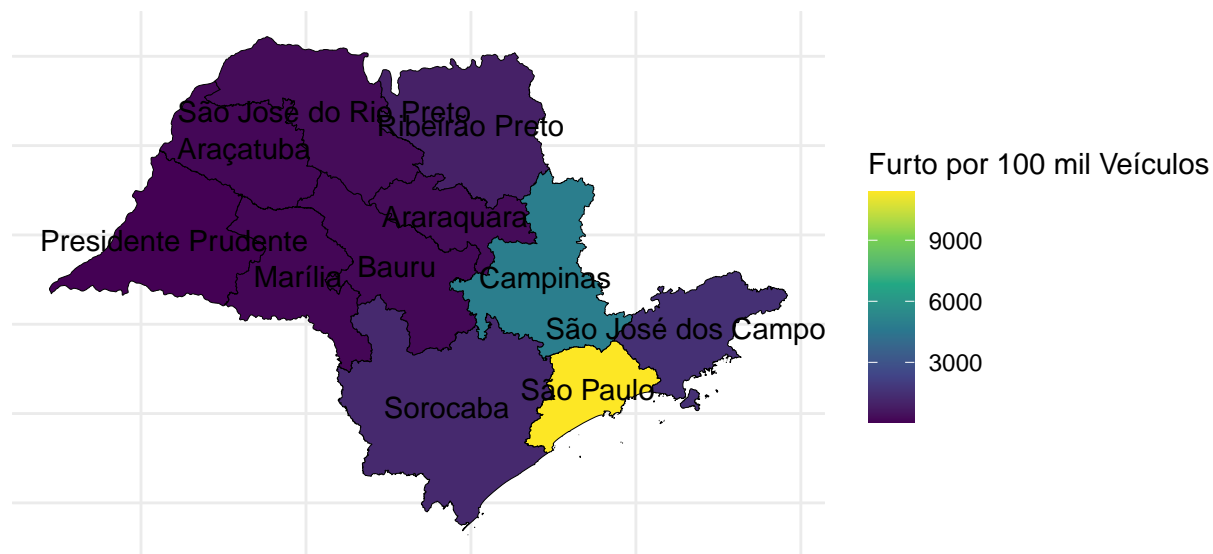 São José do Rio Preto
Ribeirão Preto
Araçatuba
Araraquara
Presidente Prudente
Bauru
Marília
Campinas
São José dos Campo
São Paulo
Sorocaba
Furto por 100 mil Veículos
9000
6000
3000